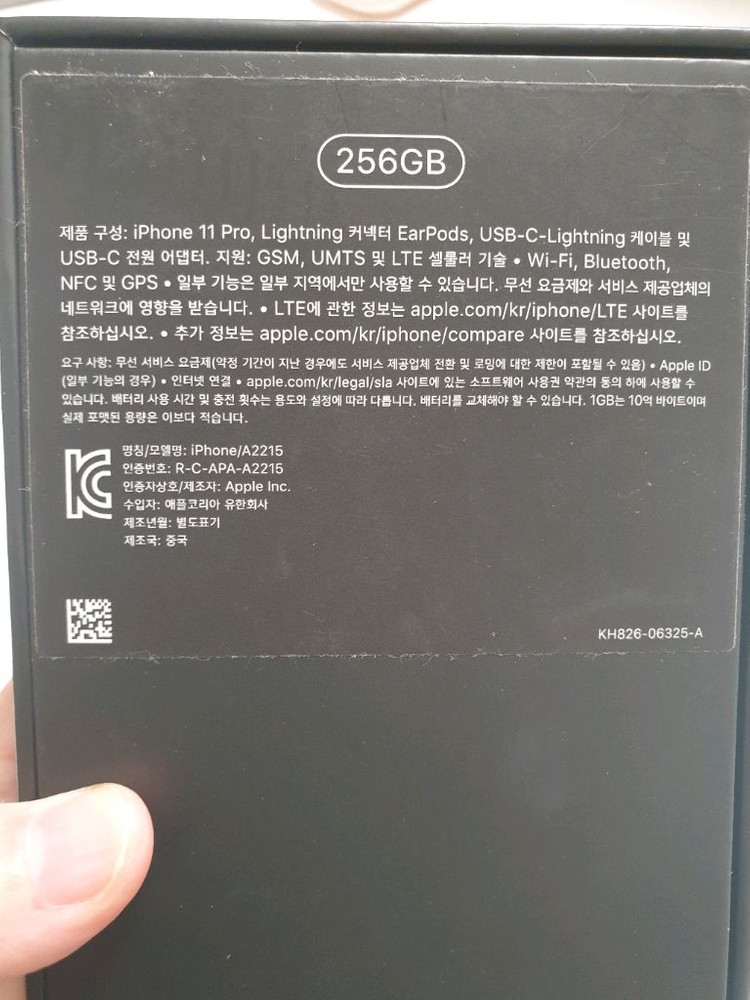 256GB
제품 구성: iPhone 11 Pro, Lightning 커넥터 EarPods, USB-C-Lightning 케이블 및
USB-C 전원 어댑터. 지원: GSM, UMTS 및 LTE 셀룰러 기술 • Wi-Fi, Bluetooth,
NFC 및 GPS • 일부 기능은 일부 지역에서만 사용할 수 있습니다. 무선 요금제와 서비스 제공업체의
네트워크에 영향을 받습니다. • LTE에 관한 정보는 apple.com/kr/iphone/LTE 사이트를
참조하십시오. • 추가 정보는 apple.com/kr/iphone/compare 사이트를 참조하십시오.
요구 사항: 무선 서비스 요금제(약정 기간이 지난 경우에도 서비스 제공업체 전환 및 로밍에 대한 제한이 포함될 수 있음) • Apple ID
(일부 기능의 경우) • 인터넷 연결 • apple.com/kr/legal/sla 사이트에 있는 소프트웨어 사용권 약관의 동의 하에 사용할 수
있습니다. 배터리 사용 시간 및 충전 횟수는 용도와 설정에 따라 다릅니다. 배터리를 교체해야 할 수 있습니다. 1GB는 10억 바이트이며
실제 포맷된 용량은 이보다 적습니다.
명칭/모델명: iPhone/A2215
인증번호: R-C-APA-A2215
인증자상호/제조자: Apple Inc.
수입자: 애플코리아 유한회사
제조년월: 별도표기
제조국: 중국
KH826-06325-A